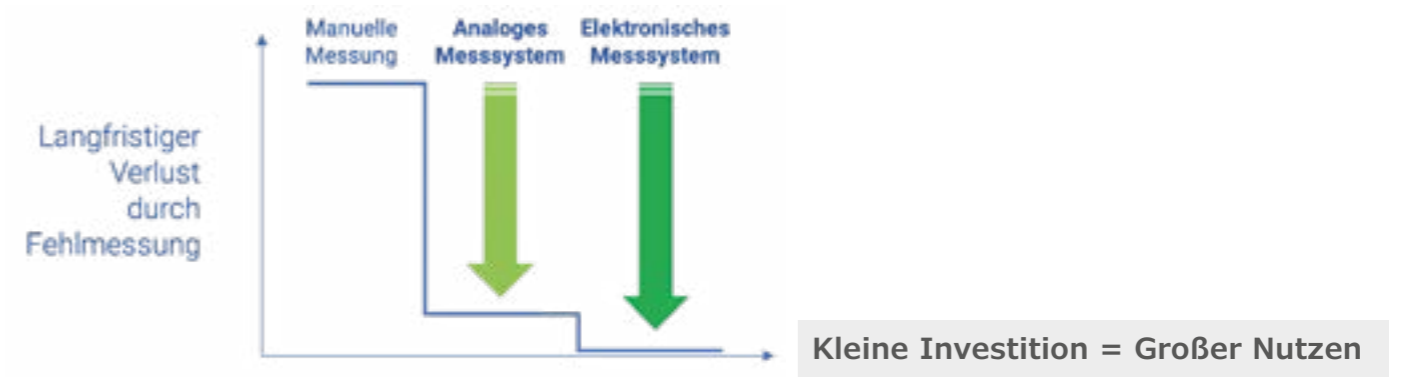 Manuelle
Messung
Analoges
Messsystem
Elektronisches
Messsystem
Langfristiger
Verlust
durch
Fehlmessung
Kleine Investition = Großer Nutzen